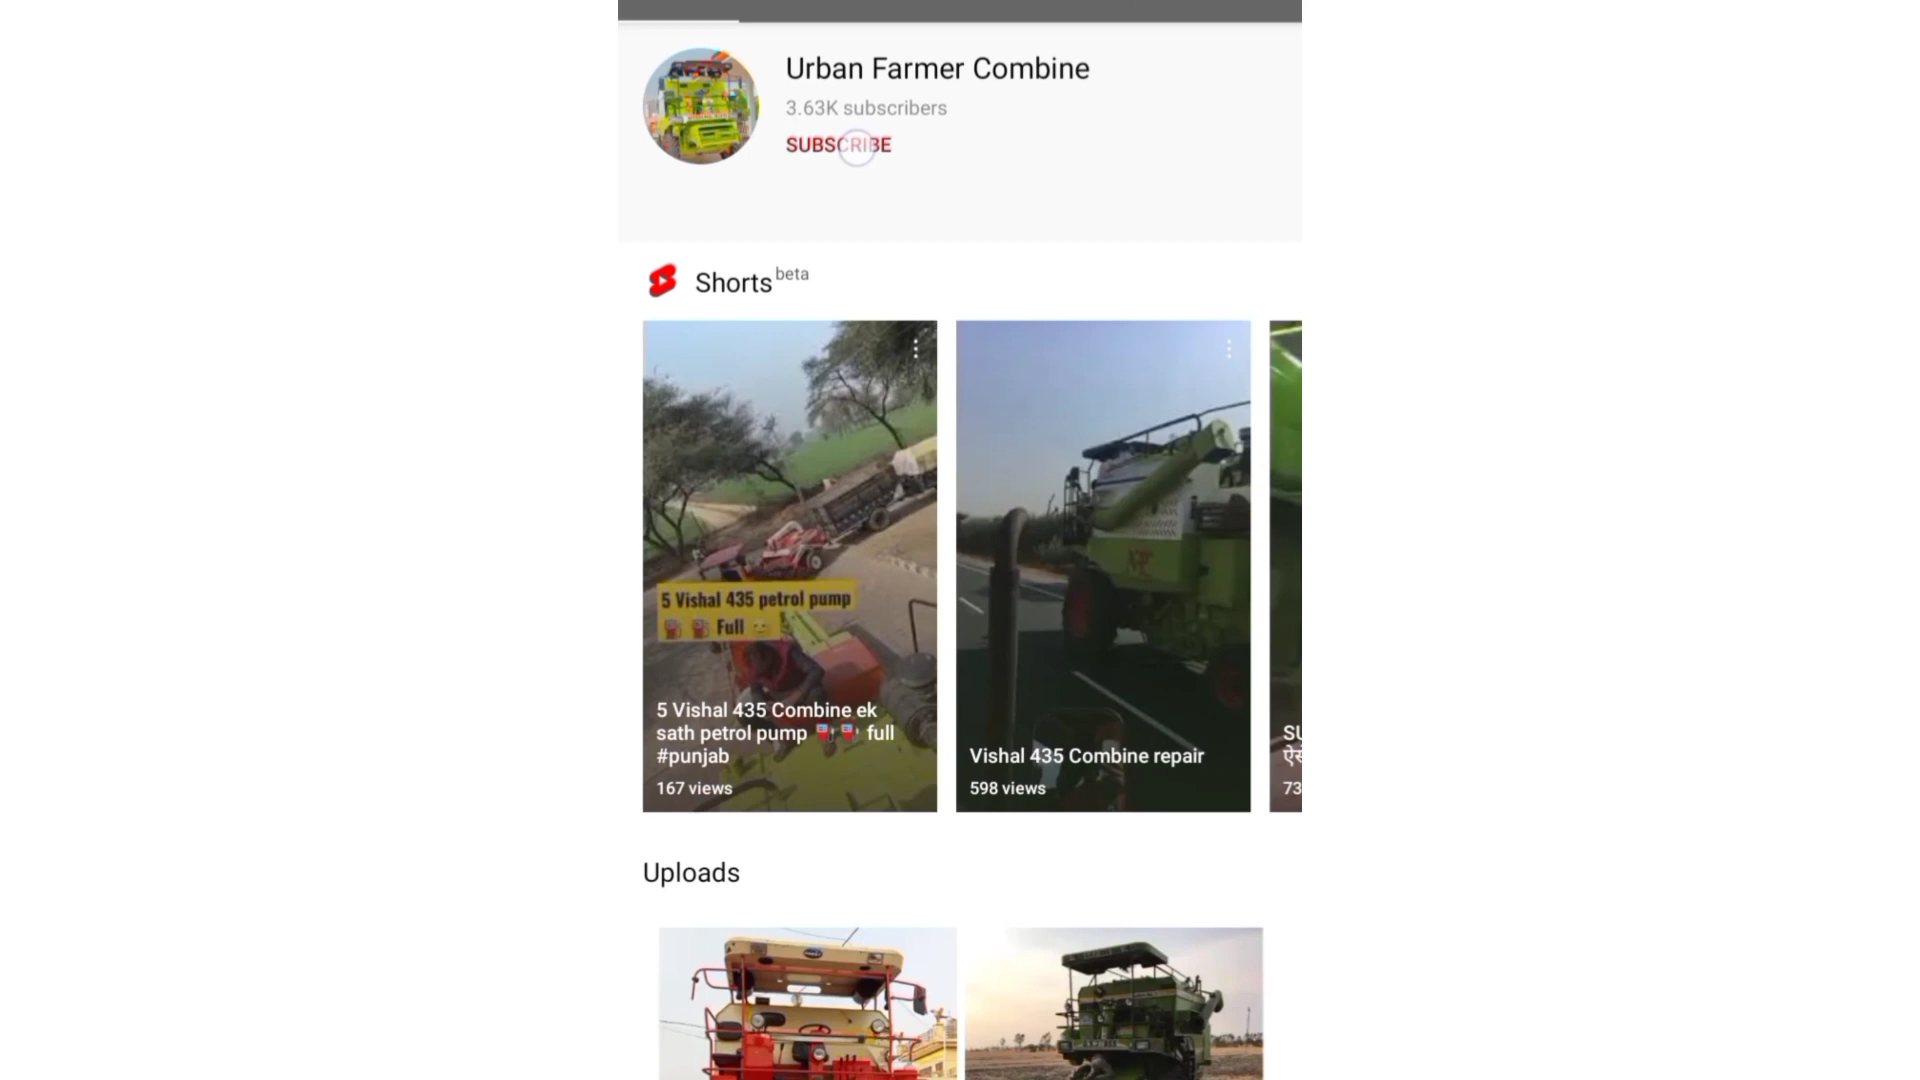 Urban Farmer Combine
3.63K subscribers
SUBSCRIBE
Shorts beta
5 Vishal 435 petrol pump
Full
5 Vishal 435 Combine ek
sath petrol pump ⛽⛽ full
#punjab
167 views
Vishal 435 Combine repair
598 views
73
Uploads